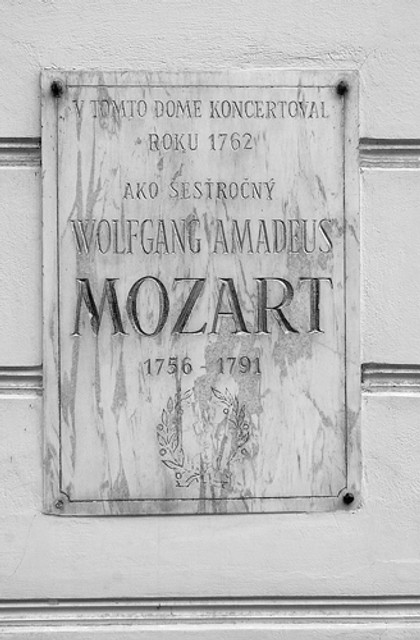 V TOMTO DOME KONCERTOVAL
ROKU 1762
AKO ŠESŤROČNÝ
WOLFGANG AMADEUS
MOZART
1756 - 1791